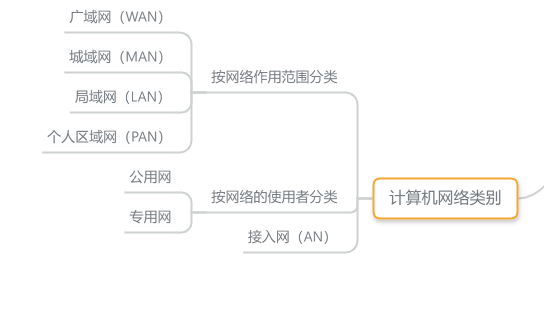 广域网（WAN）
城域网（MAN）
局域网（LAN）
个人区域网（PAN）
按网络作用范围分类
公用网
专用网
按网络的使用者分类
接入网（AN）
计算机网络类别